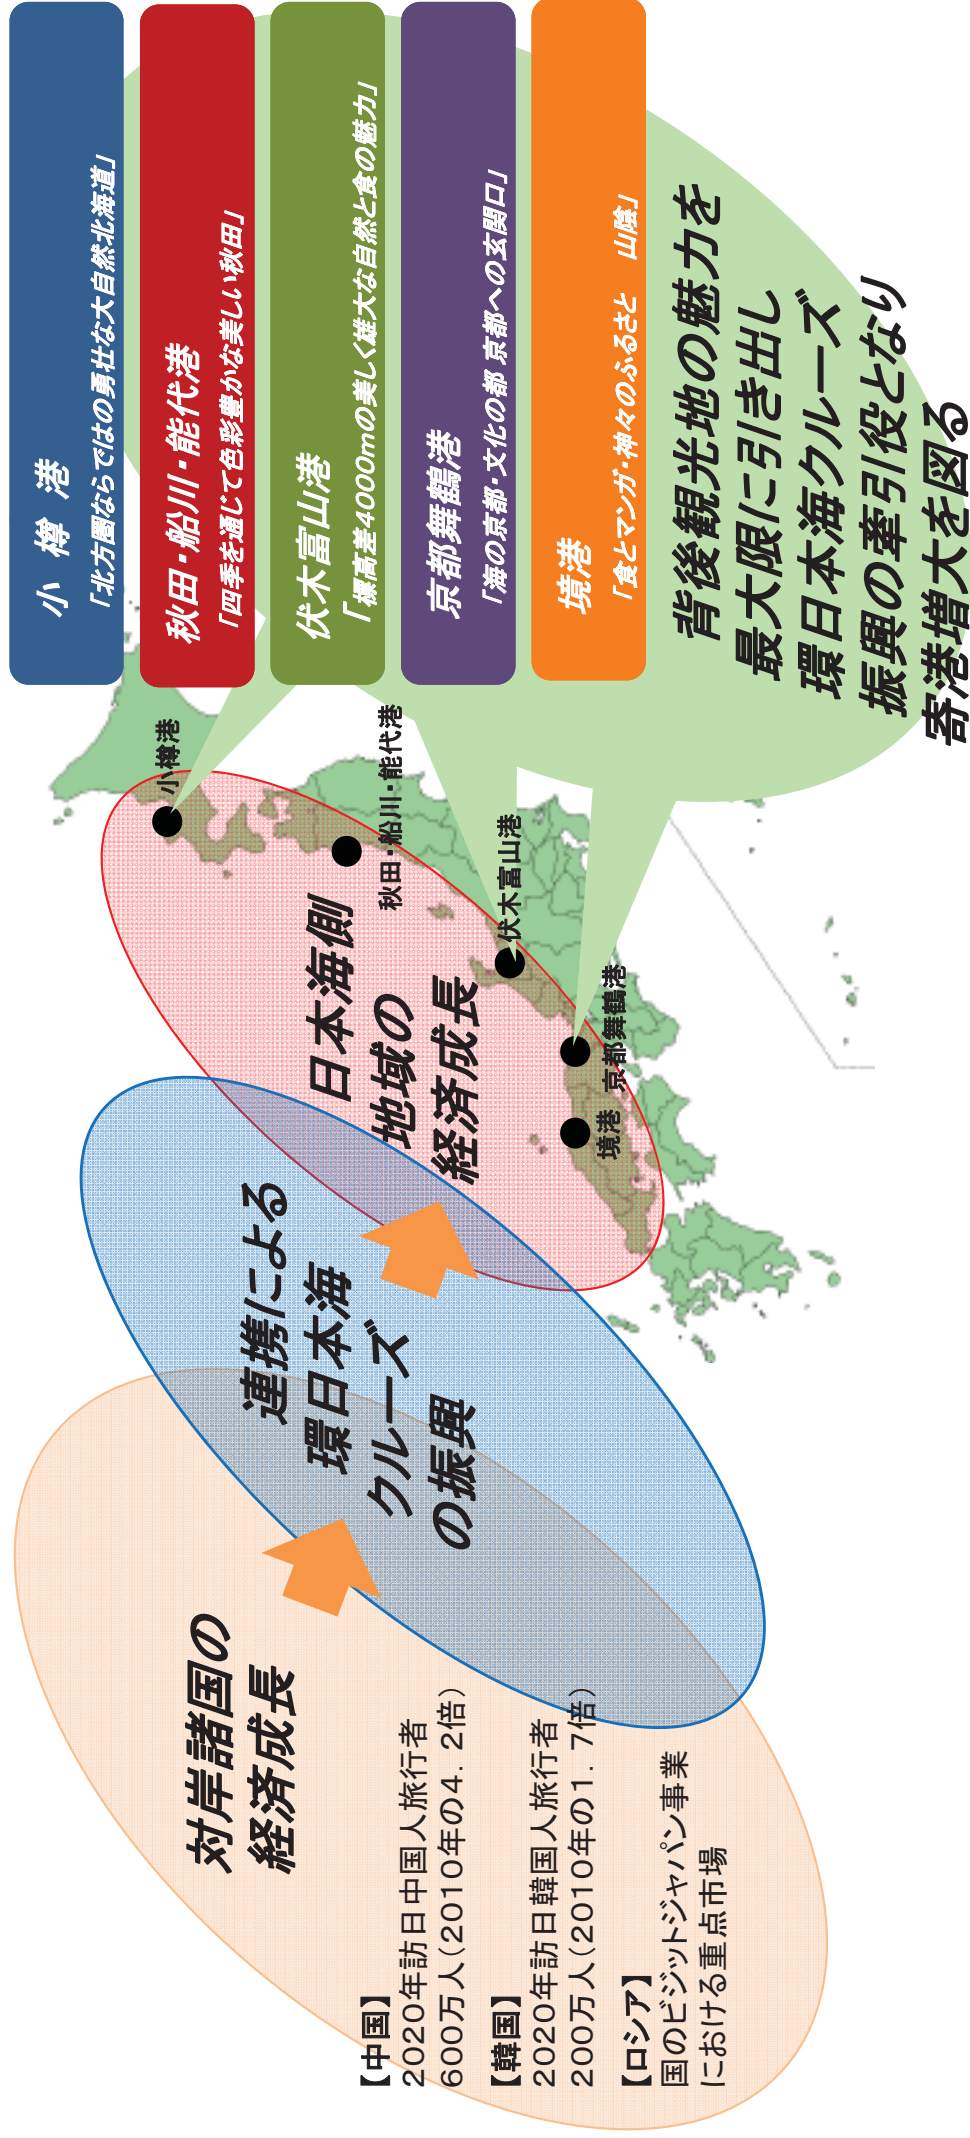 対岸諸国の
経済成長
【中国】
2020年訪日中国人旅行者
600万人(2010年の4．2倍)
【韓国】
2020年訪日韓国人旅行者
200万人(2010年の1．7倍)
【ロシア】
国のビジットジャパン事業
における重点市場
連携による
環日本海
クルーズ
の振興
日本海側
地域の
経済成長
小樽港
秋田・船川・能代港
伏木富山港
京都舞鶴港
境港
小 樽 港
「北方圏ならではの勇壮な大自然北海道」
秋田・船川・能代港
「四季を通じて色彩豊かな美しい秋田」
伏木富山港
「標高差4000mの美しく雄大な自然と食の魅力」
京都舞鶴港
「海の京都・文化の都 京都への玄関口」
境港
「食とマンガ・神々のふるさと　山陰」
背後観光地の魅力を
最大限に引き出し
環日本海クルーズ
振興の牽引役となり
寄港増大を図る